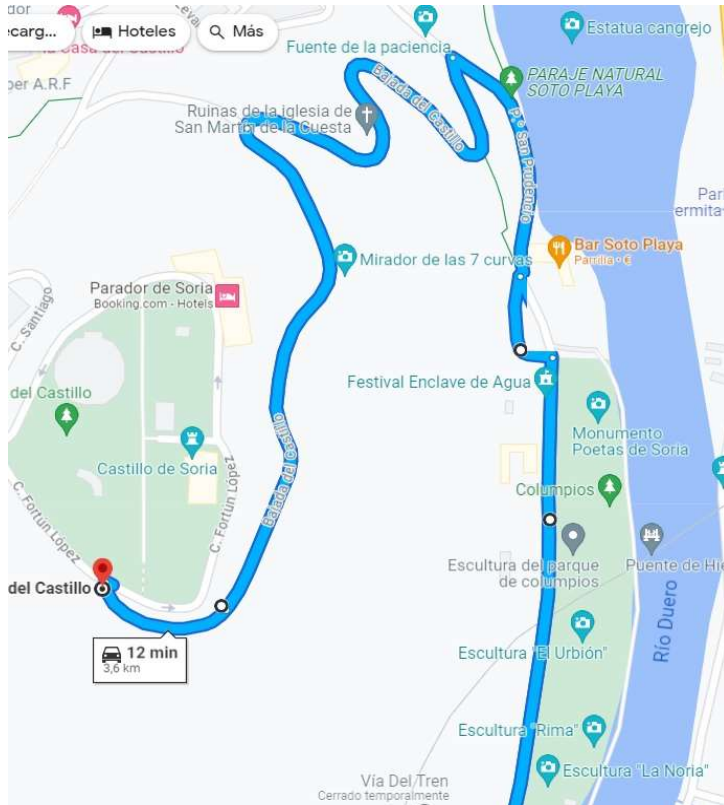 ecarg...
Hoteles
Más
la Casa del Castillo
per A.R.F
Fuente de la paciencia
Estatua cangrejo
PARAJE NATURAL
SOTO PLAYA
Ruinas de la iglesia de
San Martín de la Cuesta
Bajada del Castillo
P.º San Prudencio
Par
ermita
Bar Soto Playa
Parrilla • €
Mirador de las 7 curvas
Parador de Soria
Booking.com - Hotels
C. Santiago
Festival Enclave de Agua
del Castillo
Monumento
Poetas de Soria
Castillo de Soria
Bajada del Castillo
C. Fortún López
C. Fortún López
Columpios
Escultura del parque
de columpios
Puente de Hie
del Castillo
12 min
3,6 km
Escultura "El Urbión"
Río Duero
Escultura "Rima"
Escultura "La Noria"
Vía Del Tren
Cerrado temporalmente